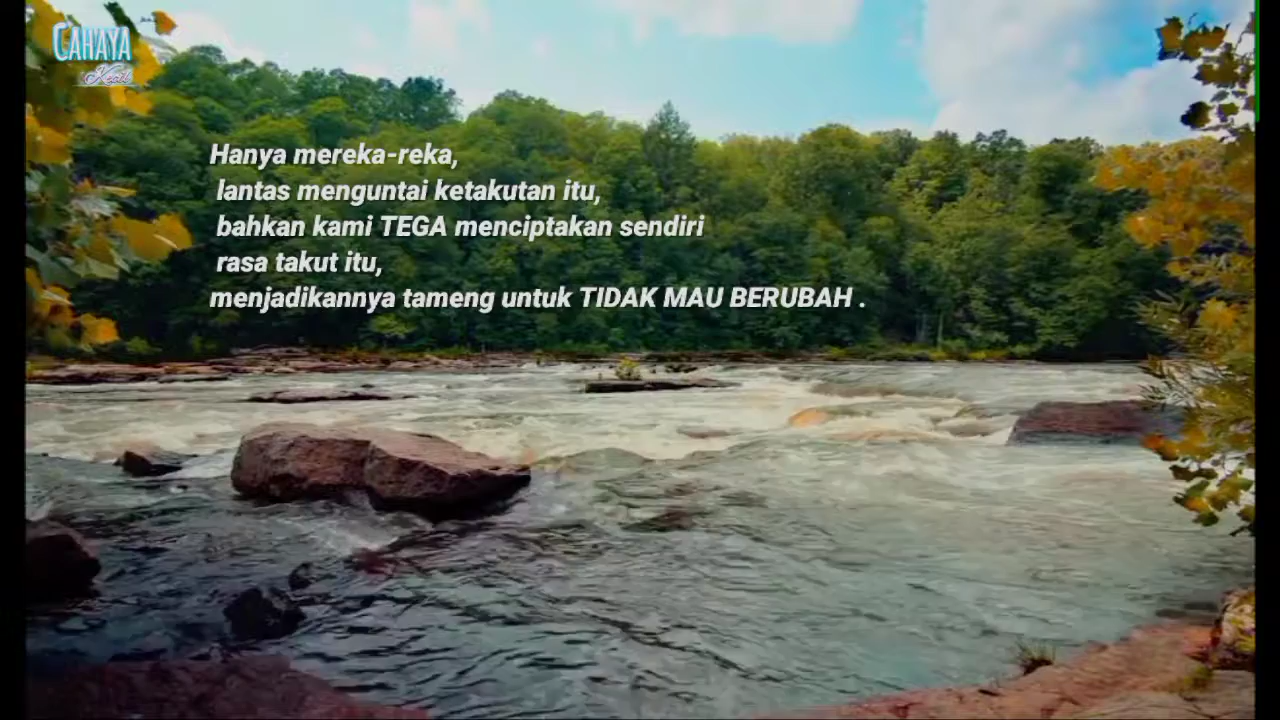 CAHAYA
Kecil
Hanya mereka-reka,
lantas menguntai ketakutan itu,
bahkan kami TEGA menciptakan sendiri
rasa takut itu,
menjadikannya tameng untuk TIDAK MAU BERUBAH .